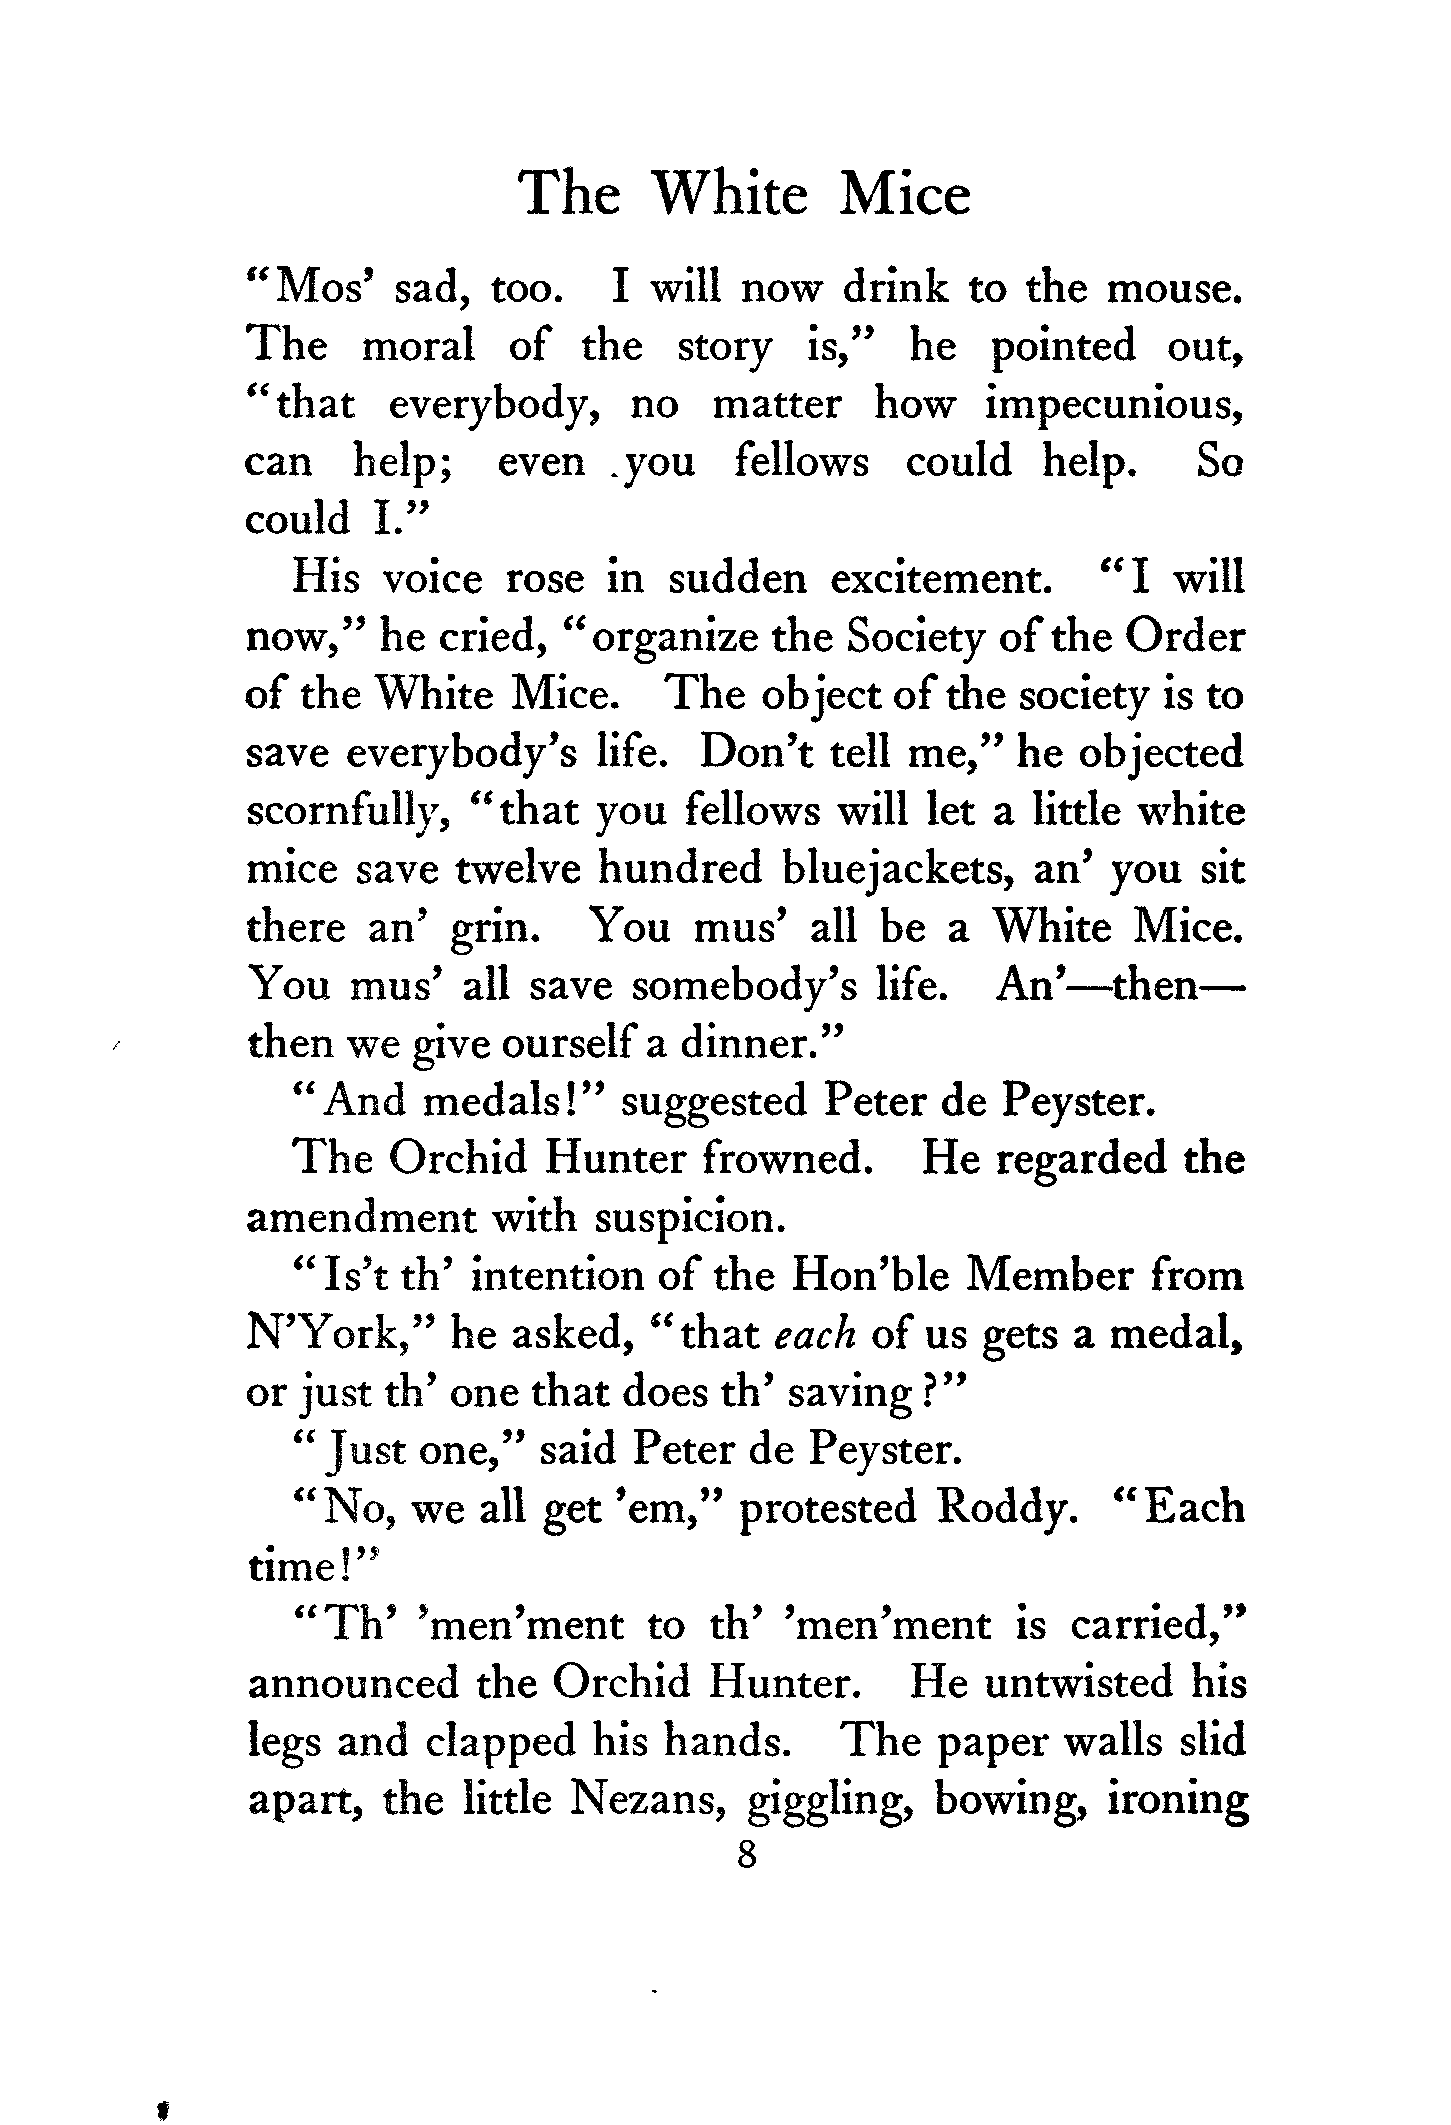 The White Mice
"Mos' sad, too. I will now drink to the mouse.
The moral of the story is," he pointed out,
"that everybody, no matter how impecunious,
can help; even you fellows could help. So
could I."
His voice rose in sudden excitement. "I will
now," he cried, "organize the Society of the Order
of the White Mice. The object of the society is to
save everybody's life. Don't tell me," he objected
scornfully, "that you fellows will let a little white
mice save twelve hundred bluejackets, an' you sit
there an' grin. You mus' all be a White Mice.
You mus' all save somebody's life. An'—then—
then we give ourself a dinner."
"And medals!" suggested Peter de Peyster.
The Orchid Hunter frowned. He regarded the
amendment with suspicion.
"Is't th' intention of the Hon'ble Member from
N'York," he asked, "that each of us gets a medal,
or just th' one that does th' saving?"
"Just one," said Peter de Peyster.
"No, we all get 'em," protested Roddy. "Each
time!"
"Th' 'men'ment to th' 'men'ment is carried,"
announced the Orchid Hunter. He untwisted his
legs and clapped his hands. The paper walls slid
apart, the little Nezans, giggling, bowing, ironing
8